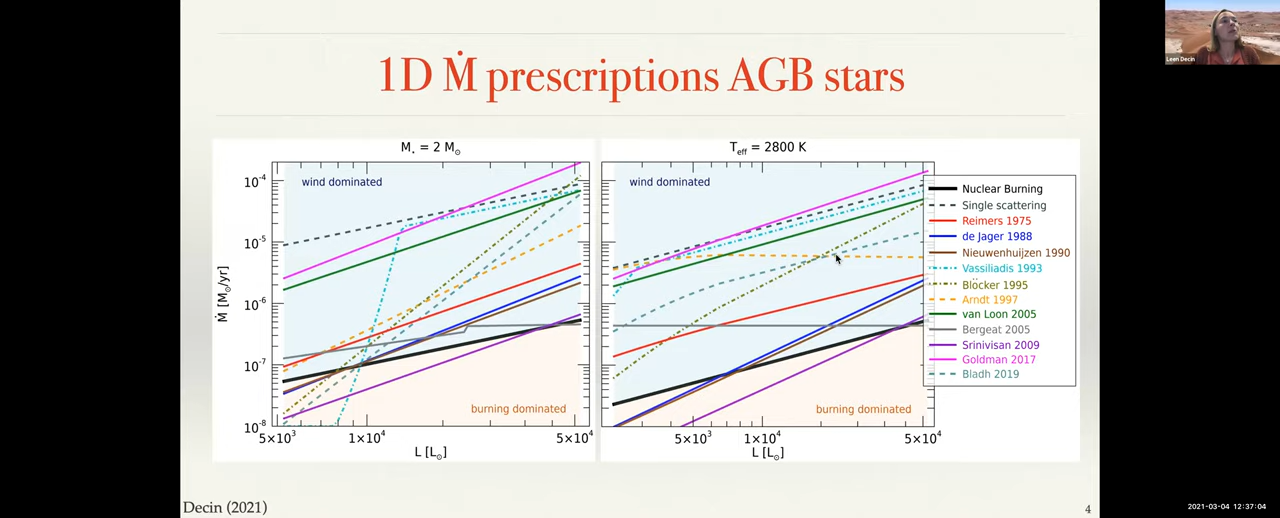 1D Ṁ prescriptions AGB stars
Leen Decin
M⋆ = 2 M⊙
Teff = 2800 K
wind dominated
wind dominated
burning dominated
burning dominated
Ṁ [M⊙/yr]
10⁻⁴
10⁻⁵
10⁻⁶
10⁻⁷
10⁻⁸
5×10³
1×10⁴
5×10⁴
5×10³
1×10⁴
5×10⁴
L [L⊙]
L [L⊙]
Nuclear Burning
Single scattering
Reimers 1975
de Jager 1988
Nieuwenhuijzen 1990
Vassiliadis 1993
Blöcker 1995
Arndt 1997
van Loon 2005
Bergeat 2005
Srinivisan 2009
Goldman 2017
Bladh 2019
Decin (2021)
4
2021-03-04 12:37:04